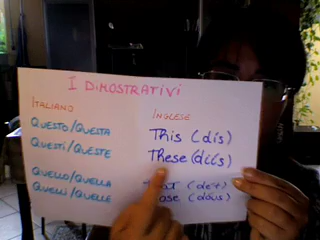 I DIMOSTRATIVI
ITALIANO INGLESE
QUESTO/QUESTA This (dis)
QUESTI/QUESTE These (diis)
QUELLO/QUELLA
QUELLI/QUELLE